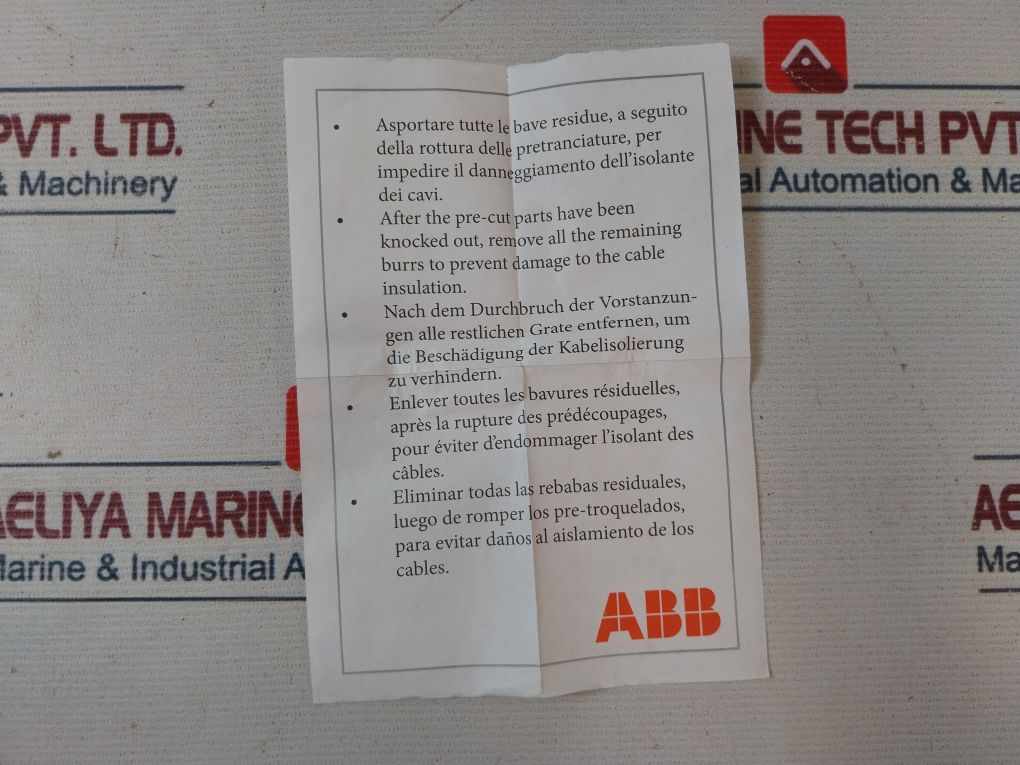 PVT. LTD.
& Machinery
NE TECH PVT
al Automation & Ma
• Asportare tutte le bave residue, a seguito
della rottura delle pretranciature, per
impedire il danneggiamento dell'isolante
dei cavi.
• After the pre-cut parts have been
knocked out, remove all the remaining
burrs to prevent damage to the cable
insulation.
• Nach dem Durchbruch der Vorstanzun-
gen alle restlichen Grate entfernen, um
die Beschädigung der Kabelisolierung
zu verhindern.
• Enlever toutes les bavures résiduelles,
après la rupture des prédécoupages,
pour éviter d'endommager l'isolant des
câbles.
• Eliminar todas las rebabas residuales,
luego de romper los pre-troquelados,
para evitar daños al aislamiento de los
cables.
ABB
AELIYA MARINE
Marine & Industrial A
AE
Ma